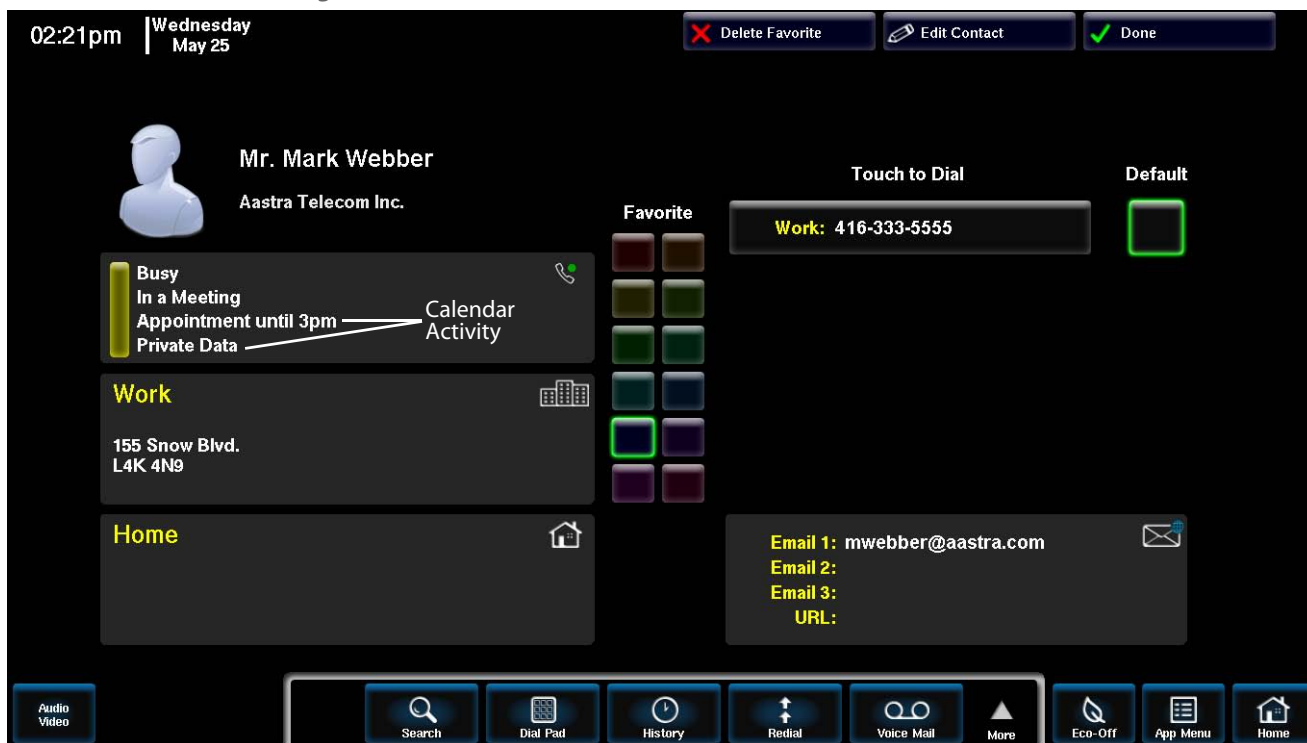 02:21pm
Wednesday
May 25
Delete Favorite
Edit Contact
Done
Mr. Mark Webber
Aastra Telecom Inc.
Favorite
Touch to Dial
Default
Work: 416-333-5555
Busy
In a Meeting
Appointment until 3pm
Private Data
Calendar
Activity
Work
155 Snow Blvd.
L4K 4N9
Home
Email 1: mwebber@aastra.com
Email 2:
Email 3:
URL:
Audio
Video
Search
Dial Pad
History
Redial
Voice Mail
More
Eco-Off
App Menu
Home